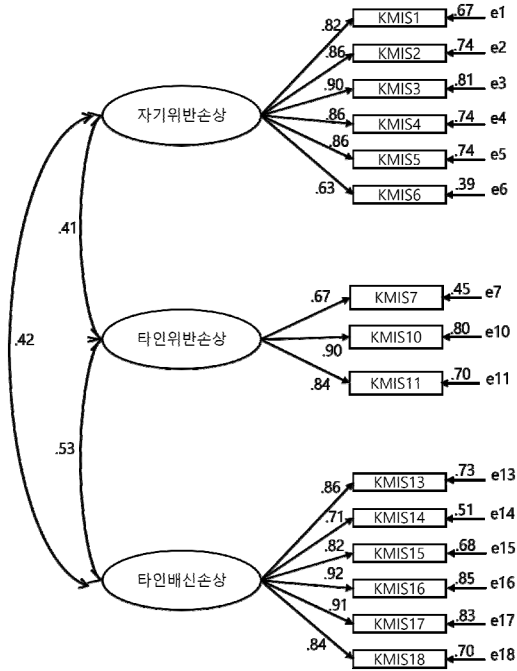 .82 KMIS1 .67 e1
.86 KMIS2 .74 e2
.90 KMIS3 .81 e3
자기위반손상
.86 KMIS4 .74 e4
.86 KMIS5 .74 e5
.63 KMIS6 .39 e6
.41
.67 KMIS7 .45 e7
타인위반손상
.90 KMIS10 .80 e10
.84 KMIS11 .70 e11
.42
.53
.86 KMIS13 .73 e13
.71 KMIS14 .51 e14
.82 KMIS15 .68 e15
타인배신손상
.92 KMIS16 .85 e16
.91 KMIS17 .83 e17
.84 KMIS18 .70 e18